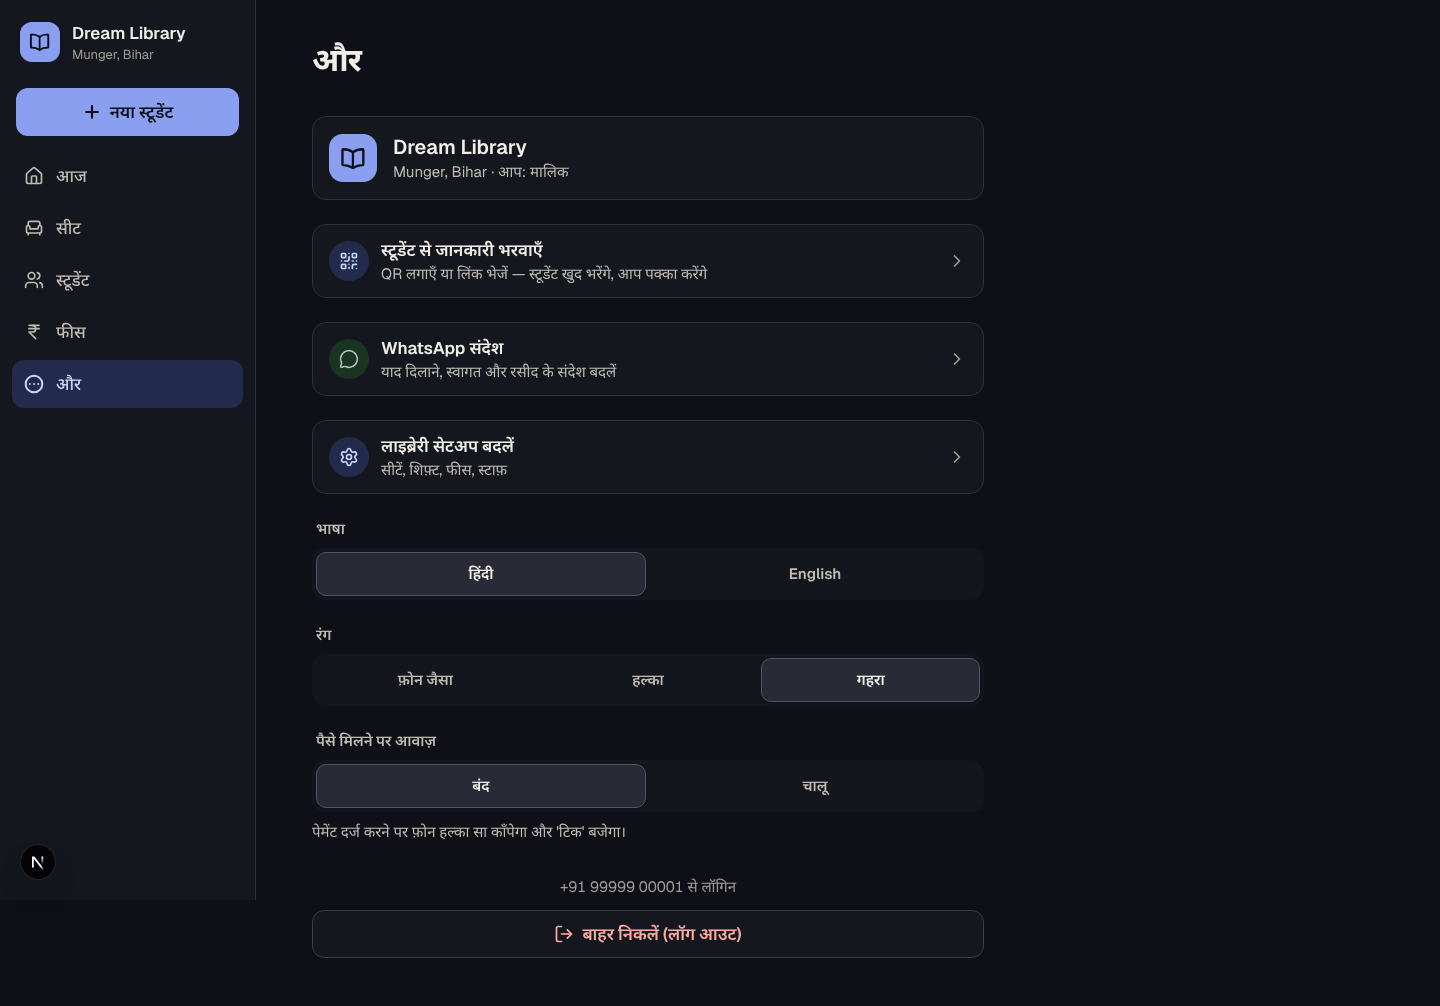 Dream Library
Munger, Bihar
नया स्टूडेंट
आज
सीट
स्टूडेंट
फीस
और
N
और
Dream Library
Munger, Bihar · आप: मालिक
स्टूडेंट से जानकारी भरवाएँ
QR लगाएँ या लिंक भेजें — स्टूडेंट खुद भरेंगे, आप पक्का करेंगे
WhatsApp संदेश
याद दिलाने, स्वागत और रसीद के संदेश बदलें
लाइब्रेरी सेटअप बदलें
सीटें, शिफ़्ट, फीस, स्टाफ़
भाषा
हिंदी English
रंग
फ़ोन जैसा हल्का गहरा
पैसे मिलने पर आवाज़
बंद चालू
पेमेंट दर्ज करने पर फ़ोन हल्का सा काँपेगा और 'टिक' बजेगा।
+91 99999 00001 से लॉगिन
बाहर निकलें (लॉग आउट)